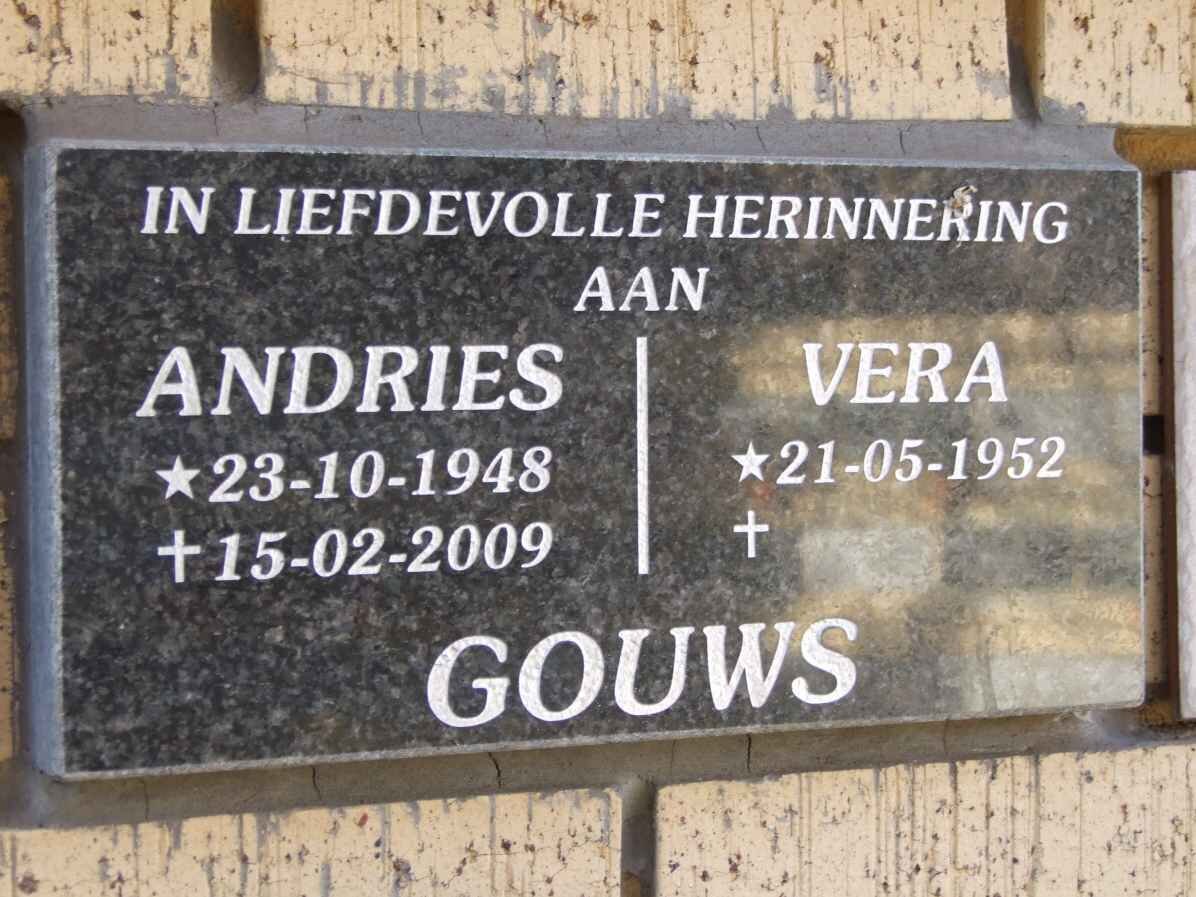 IN LIEFDEVOLLE HERINNERING
AAN
ANDRIES
★23-10-1948
✝15-02-2009
VERA
★21-05-1952
✝
GOUWS